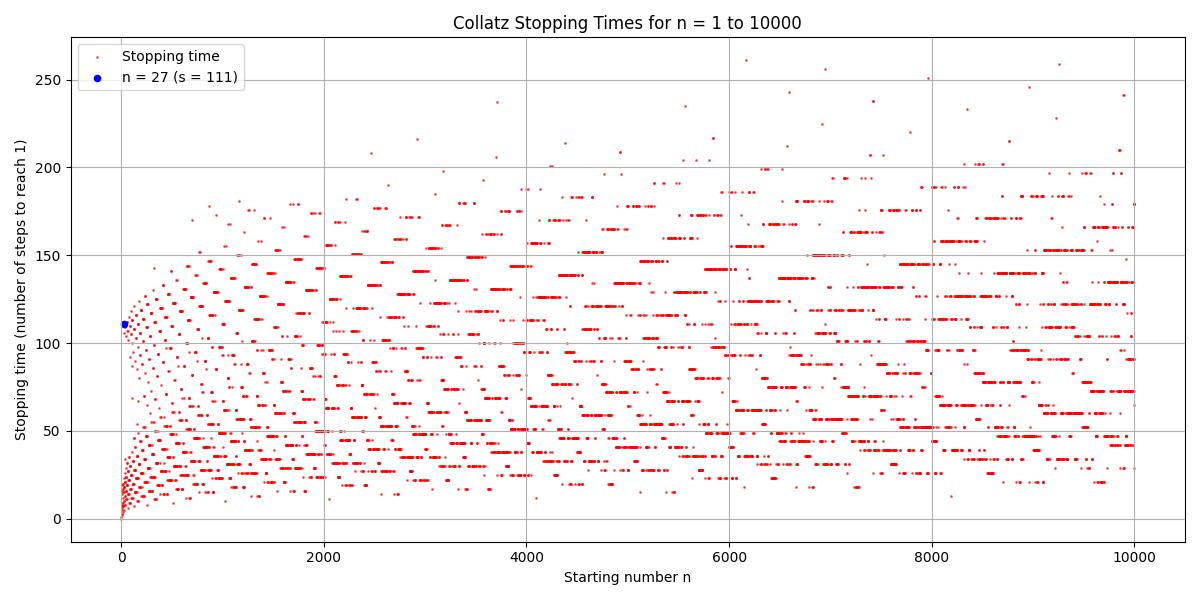 Collatz Stopping Times for n = 1 to 10000
Stopping time
n = 27 (s = 111)
Stopping time (number of steps to reach 1)
250
200
150
100
50
0
0 2000 4000 6000 8000 10000
Starting number n